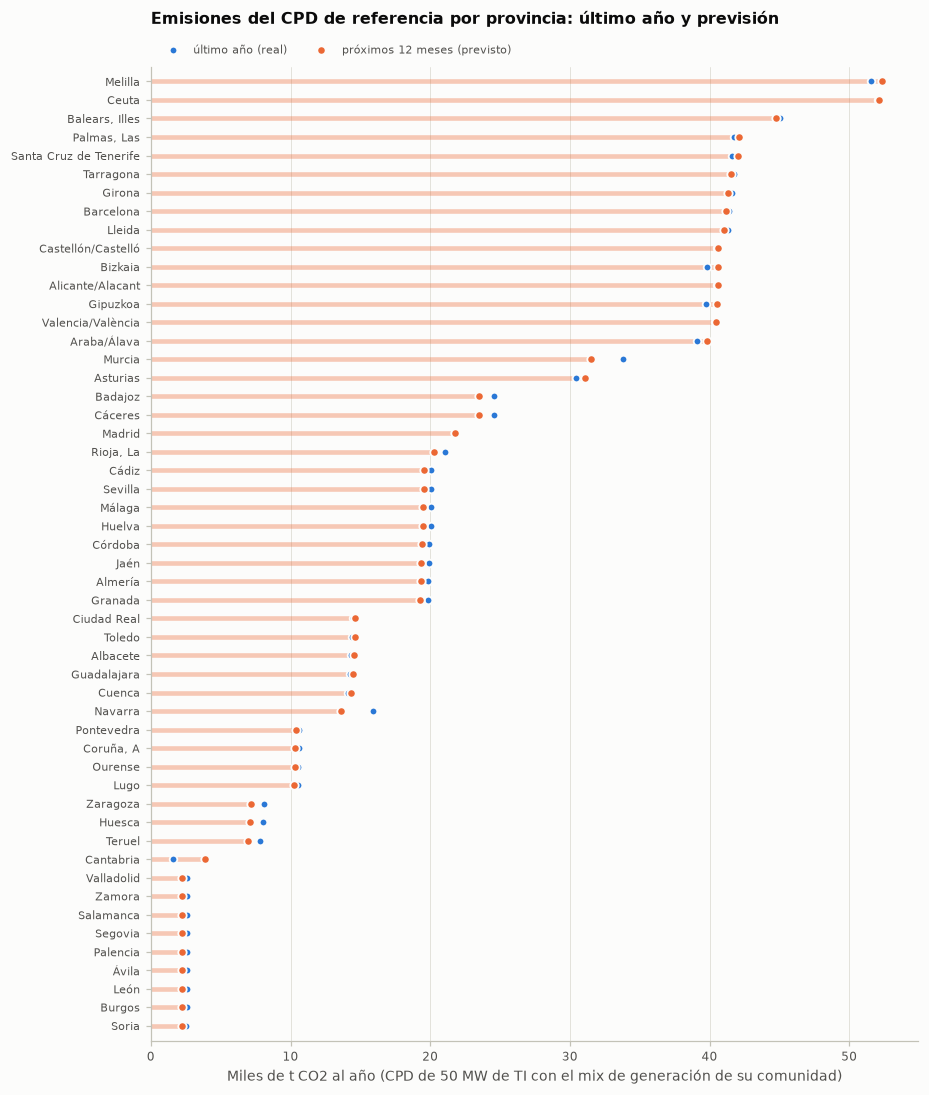 Emisiones del CPD de referencia por provincia: último año y previsión
último año (real)
próximos 12 meses (previsto)
Melilla
Ceuta
Balears, Illes
Palmas, Las
Santa Cruz de Tenerife
Tarragona
Girona
Barcelona
Lleida
Castellón/Castelló
Bizkaia
Alicante/Alacant
Gipuzkoa
Valencia/València
Araba/Álava
Murcia
Asturias
Badajoz
Cáceres
Madrid
Rioja, La
Cádiz
Sevilla
Málaga
Huelva
Córdoba
Jaén
Almería
Granada
Ciudad Real
Toledo
Albacete
Guadalajara
Cuenca
Navarra
Pontevedra
Coruña, A
Ourense
Lugo
Zaragoza
Huesca
Teruel
Cantabria
Valladolid
Zamora
Salamanca
Segovia
Palencia
Ávila
León
Burgos
Soria
0 10 20 30 40 50
Miles de t CO2 al año (CPD de 50 MW de TI con el mix de generación de su comunidad)